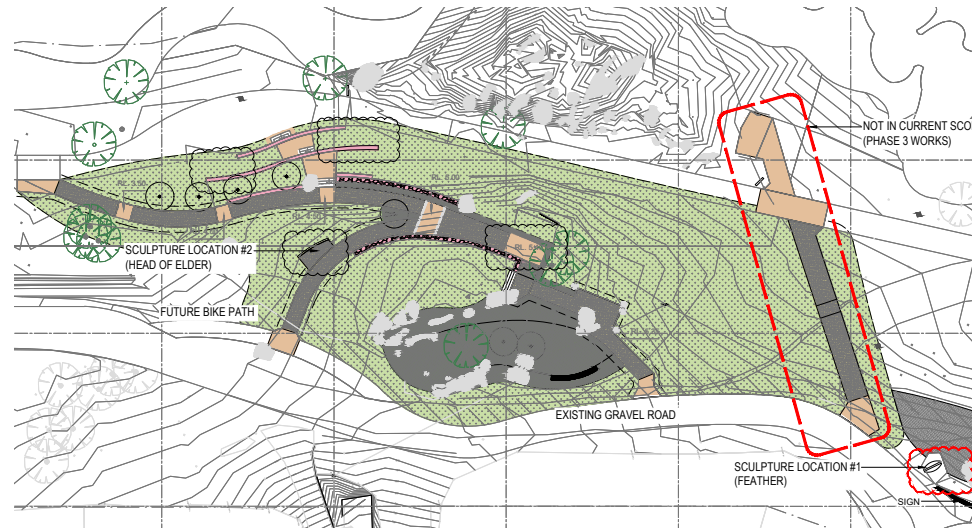 NOT IN CURRENT SCO
(PHASE 3 WORKS)
SCULPTURE LOCATION #2
(HEAD OF ELDER)
FUTURE BIKE PATH
EXISTING GRAVEL ROAD
SCULPTURE LOCATION #1
(FEATHER)
SIGN